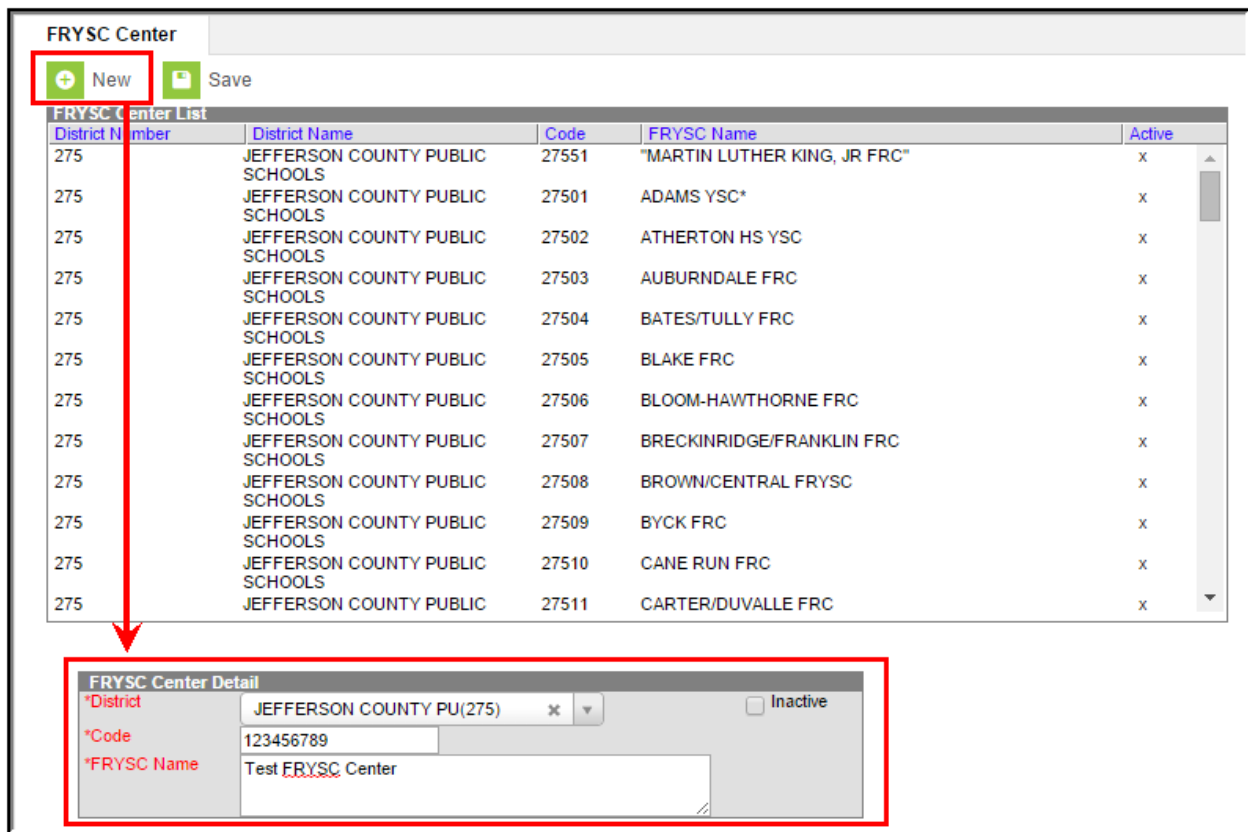 FRYSC Center
New Save
FRYSC Center List
District Number District Name Code FRYSC Name Active
275 JEFFERSON COUNTY PUBLIC 27551 "MARTIN LUTHER KING, JR FRC" x
SCHOOLS
275 JEFFERSON COUNTY PUBLIC 27501 ADAMS YSC* x
SCHOOLS
275 JEFFERSON COUNTY PUBLIC 27502 ATHERTON HS YSC x
SCHOOLS
275 JEFFERSON COUNTY PUBLIC 27503 AUBURNDALE FRC x
SCHOOLS
275 JEFFERSON COUNTY PUBLIC 27504 BATES/TULLY FRC x
SCHOOLS
275 JEFFERSON COUNTY PUBLIC 27505 BLAKE FRC x
SCHOOLS
275 JEFFERSON COUNTY PUBLIC 27506 BLOOM-HAWTHORNE FRC x
SCHOOLS
275 JEFFERSON COUNTY PUBLIC 27507 BRECKINRIDGE/FRANKLIN FRC x
SCHOOLS
275 JEFFERSON COUNTY PUBLIC 27508 BROWN/CENTRAL FRYSC x
SCHOOLS
275 JEFFERSON COUNTY PUBLIC 27509 BYCK FRC x
SCHOOLS
275 JEFFERSON COUNTY PUBLIC 27510 CANE RUN FRC x
SCHOOLS
275 JEFFERSON COUNTY PUBLIC 27511 CARTER/DUVALLE FRC x
FRYSC Center Detail
*District JEFFERSON COUNTY PU(275) Inactive
*Code 123456789
*FRYSC Name Test FRYSC Center